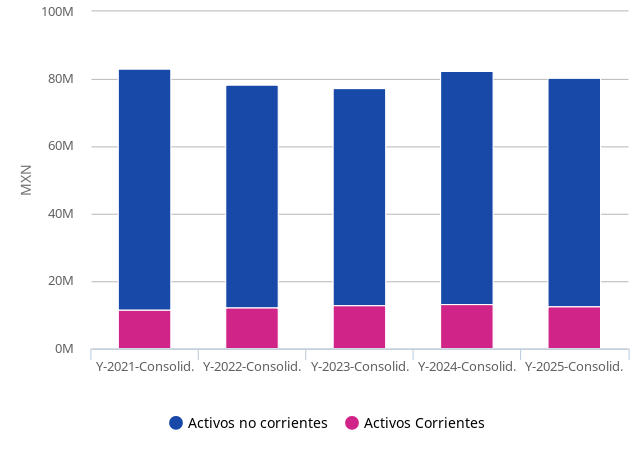 100M
80M
60M
40M
20M
0M
MXN
Y-2021-Consolid. Y-2022-Consolid. Y-2023-Consolid. Y-2024-Consolid. Y-2025-Consolid.
Activos no corrientes Activos Corrientes